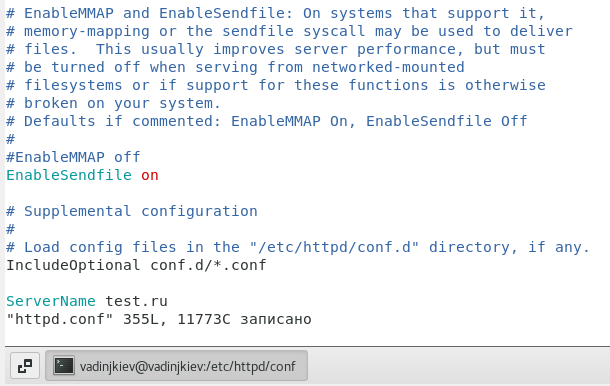 # EnableMMAP and EnableSendfile: On systems that support it,
# memory-mapping or the sendfile syscall may be used to deliver
# files.  This usually improves server performance, but must
# be turned off when serving from networked-mounted
# filesystems or if support for these functions is otherwise
# broken on your system.
# Defaults if commented: EnableMMAP On, EnableSendfile Off
#
#EnableMMAP off
EnableSendfile on

# Supplemental configuration
#
# Load config files in the "/etc/httpd/conf.d" directory, if any.
IncludeOptional conf.d/*.conf

ServerName test.ru
"httpd.conf" 355L, 11773C записано
vadinjkiev@vadinjkiev:/etc/httpd/conf